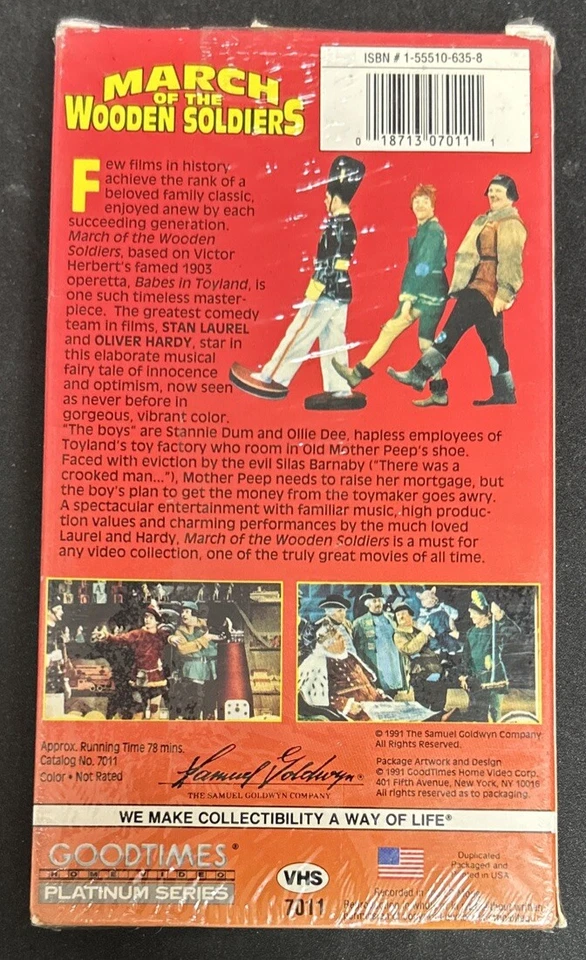 MARCH
OF THE
WOODEN SOLDIERS
ISBN # 1-55510-635-8
0 18713 07011 1
Few films in history
achieve the rank of a
beloved family classic,
enjoyed anew by each
succeeding generation.
March of the Wooden
Soldiers, based on Victor
Herbert's famed 1903
operetta, Babes in Toyland, is
one such timeless master-
piece. The greatest comedy
team in films, STAN LAUREL
and OLIVER HARDY, star in
this elaborate musical
fairy tale of innocence
and optimism, now seen
as never before in
gorgeous, vibrant color.
"The boys" are Stannie Dum and Ollie Dee, hapless employees of
Toyland's toy factory who room in Old Mother Peep's shoe.
Faced with eviction by the evil Silas Barnaby ("There was a
crooked man..."), Mother Peep needs to raise her mortgage, but
the boy's plan to get the money from the toymaker goes awry.
A spectacular entertainment with familiar music, high produc-
tion values and charming performances by the much loved
Laurel and Hardy, March of the Wooden Soldiers is a must for
any video collection, one of the truly great movies of all time.
Approx. Running Time 78 mins.
Catalog No. 7011
Color • Not Rated
Samuel Goldwyn®
THE SAMUEL GOLDWYN COMPANY
© 1991 The Samuel Goldwyn Company
All Rights Reserved.
Package Artwork and Design
© 1991 GoodTimes Home Video Corp.
401 Fifth Avenue, New York, NY 10016
All rights reserved as to packaging.
WE MAKE COLLECTIBILITY A WAY OF LIFE®
GOODTIMES®
HOME VIDEO
PLATINUM SERIES
VHS
7011
Duplicated
Packaged and
in USA
Recorded in
Mode
in
without written